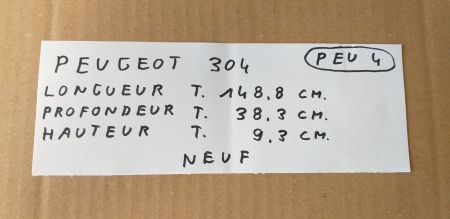 PEUGEOT 304 PEU 4
LONGUEUR T. 148,8 CM.
PROFONDEUR T. 38,3 CM.
HAUTEUR T. 9,3 CM.
NEUF